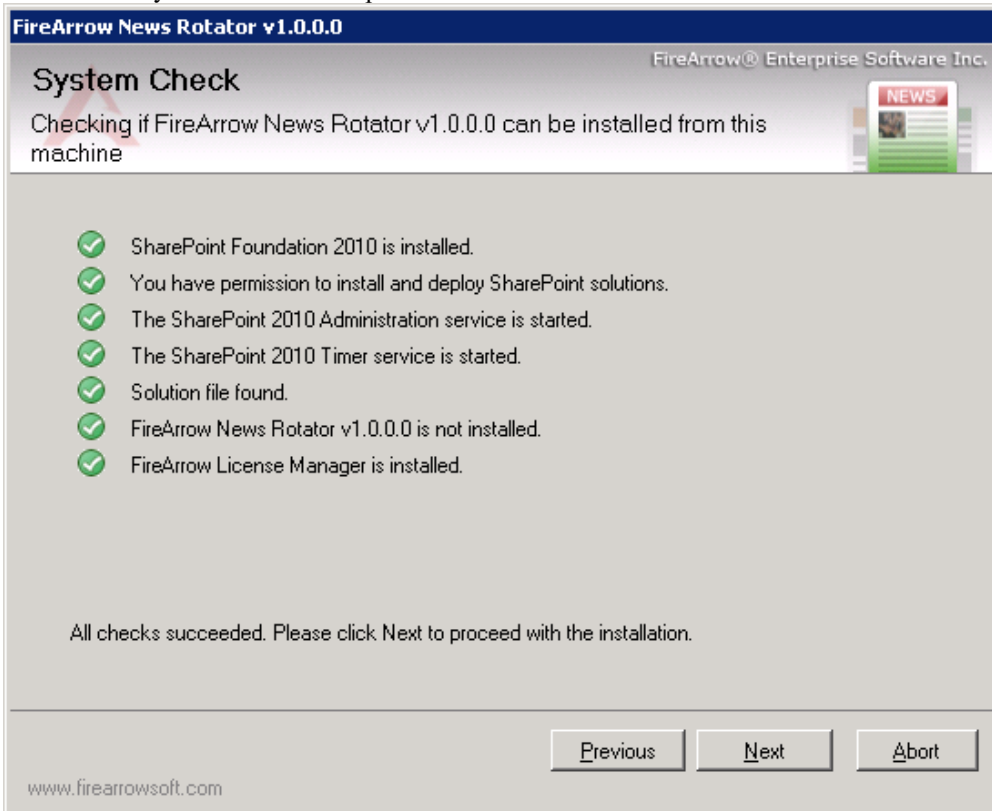 FireArrow News Rotator v1.0.0.0
FireArrow® Enterprise Software Inc.
System Check
NEWS
Checking if FireArrow News Rotator v1.0.0.0 can be installed from this
machine
SharePoint Foundation 2010 is installed.
You have permission to install and deploy SharePoint solutions.
The SharePoint 2010 Administration service is started.
The SharePoint 2010 Timer service is started.
Solution file found.
FireArrow News Rotator v1.0.0.0 is not installed.
FireArrow License Manager is installed.
All checks succeeded. Please click Next to proceed with the installation.
Previous Next Abort
www.firearrowsoft.com